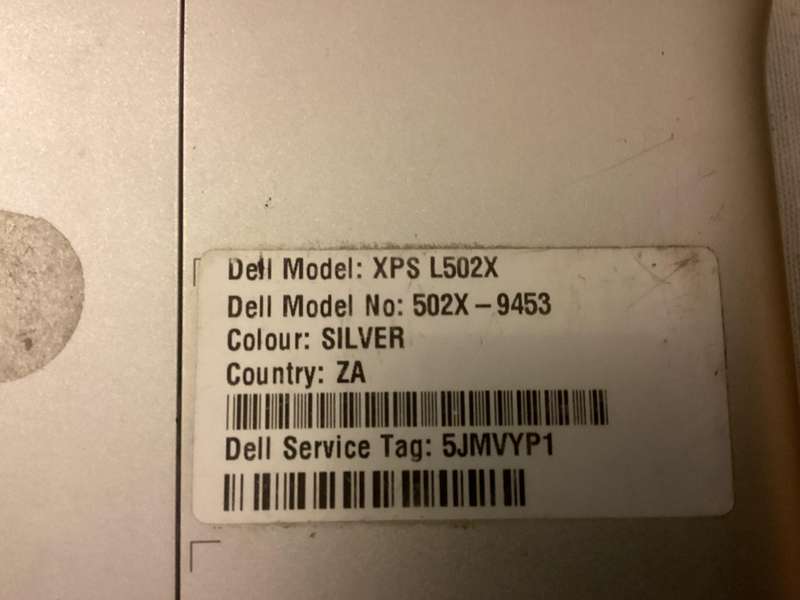 Dell Model: XPS L502X
Dell Model No: 502X – 9453
Colour: SILVER
Country: ZA
Dell Service Tag: 5JMVYP1